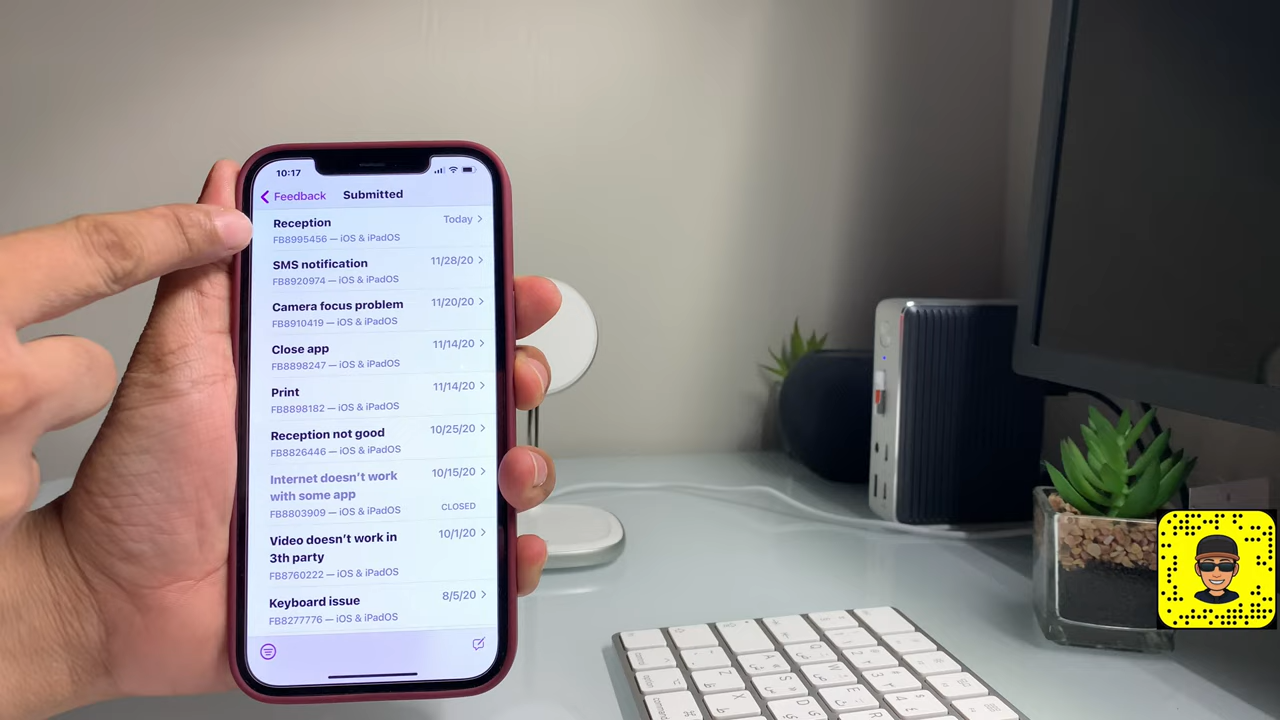 10:17
Feedback Submitted
Reception Today
FB8995456 — iOS & iPadOS
SMS notification 11/28/20
FB8920974 — iOS & iPadOS
Camera focus problem 11/20/20
FB8910419 — iOS & iPadOS
Close app 11/14/20
FB8898247 — iOS & iPadOS
Print 11/14/20
FB8898182 — iOS & iPadOS
Reception not good 10/25/20
FB8826446 — iOS & iPadOS
Internet doesn't work 10/15/20
with some app
FB8803909 — iOS & iPadOS CLOSED
Video doesn't work in 10/1/20
3th party
FB8760222 — iOS & iPadOS
Keyboard issue 8/5/20
FB8277776 — iOS & iPadOS